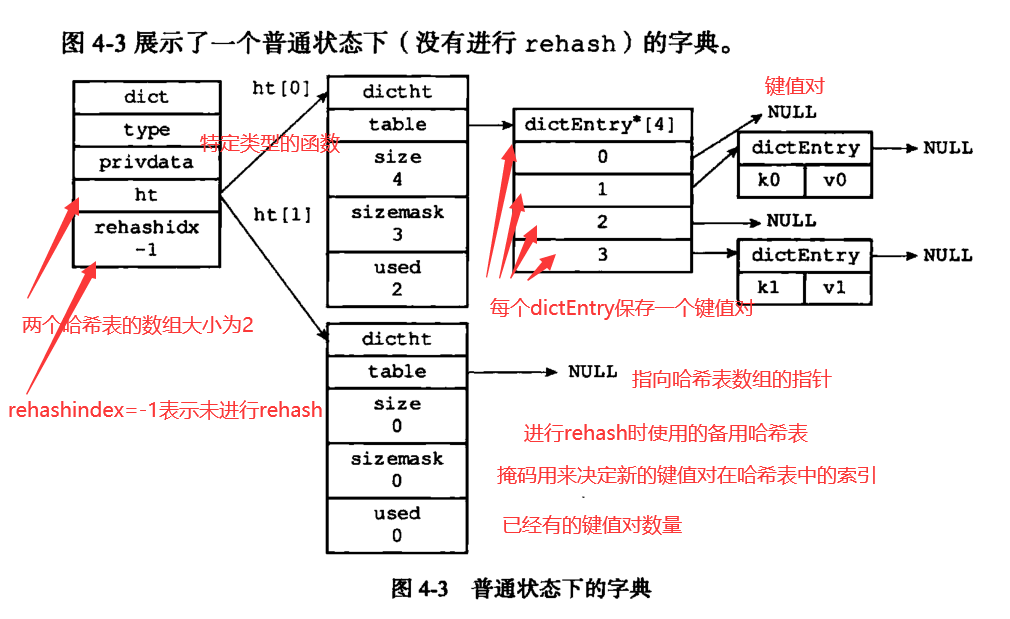 图 4-3 展示了一个普通状态下（没有进行 rehash）的字典。
dict
type
privdata
ht
rehashidx
-1
特定类型的函数
两个哈希表的数组大小为2
rehashindex=-1表示未进行rehash
ht[0]
ht[1]
dictht
table
size
4
sizemask
3
used
2
dictEntry*[4]
0
1
2
3
键值对
NULL
dictEntry
k0 v0
NULL
NULL
dictEntry
k1 v1
NULL
每个dictEntry保存一个键值对
dictht
table
size
0
sizemask
0
used
0
NULL
指向哈希表数组的指针
进行rehash时使用的备用哈希表
掩码用来决定新的键值对在哈希表中的索引
已经有的键值对数量
图 4-3 普通状态下的字典